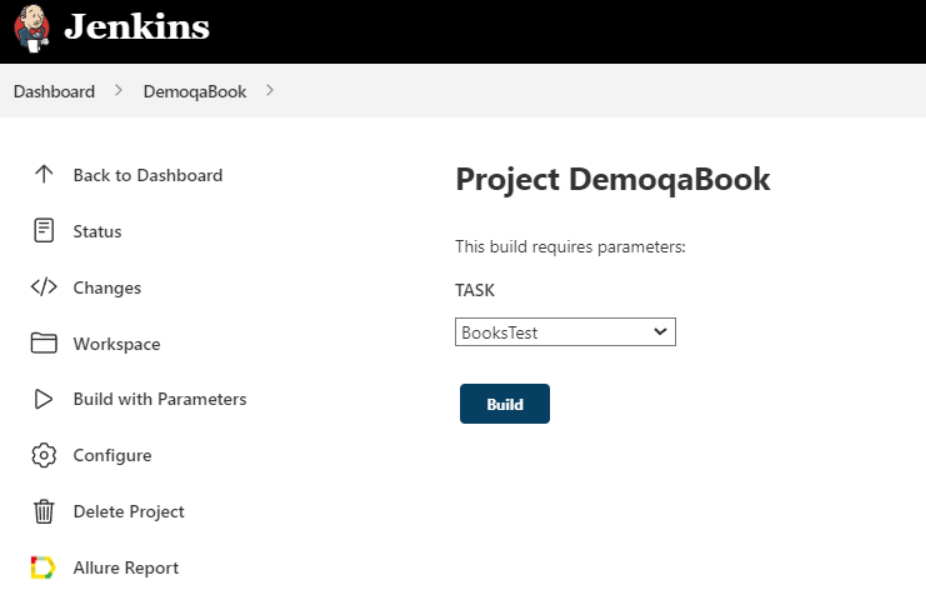 Jenkins
Dashboard
DemoqaBook
Back to Dashboard
Status
Changes
Workspace
Build with Parameters
Configure
Delete Project
Allure Report
Project DemoqaBook
This build requires parameters:
TASK
BooksTest
Build